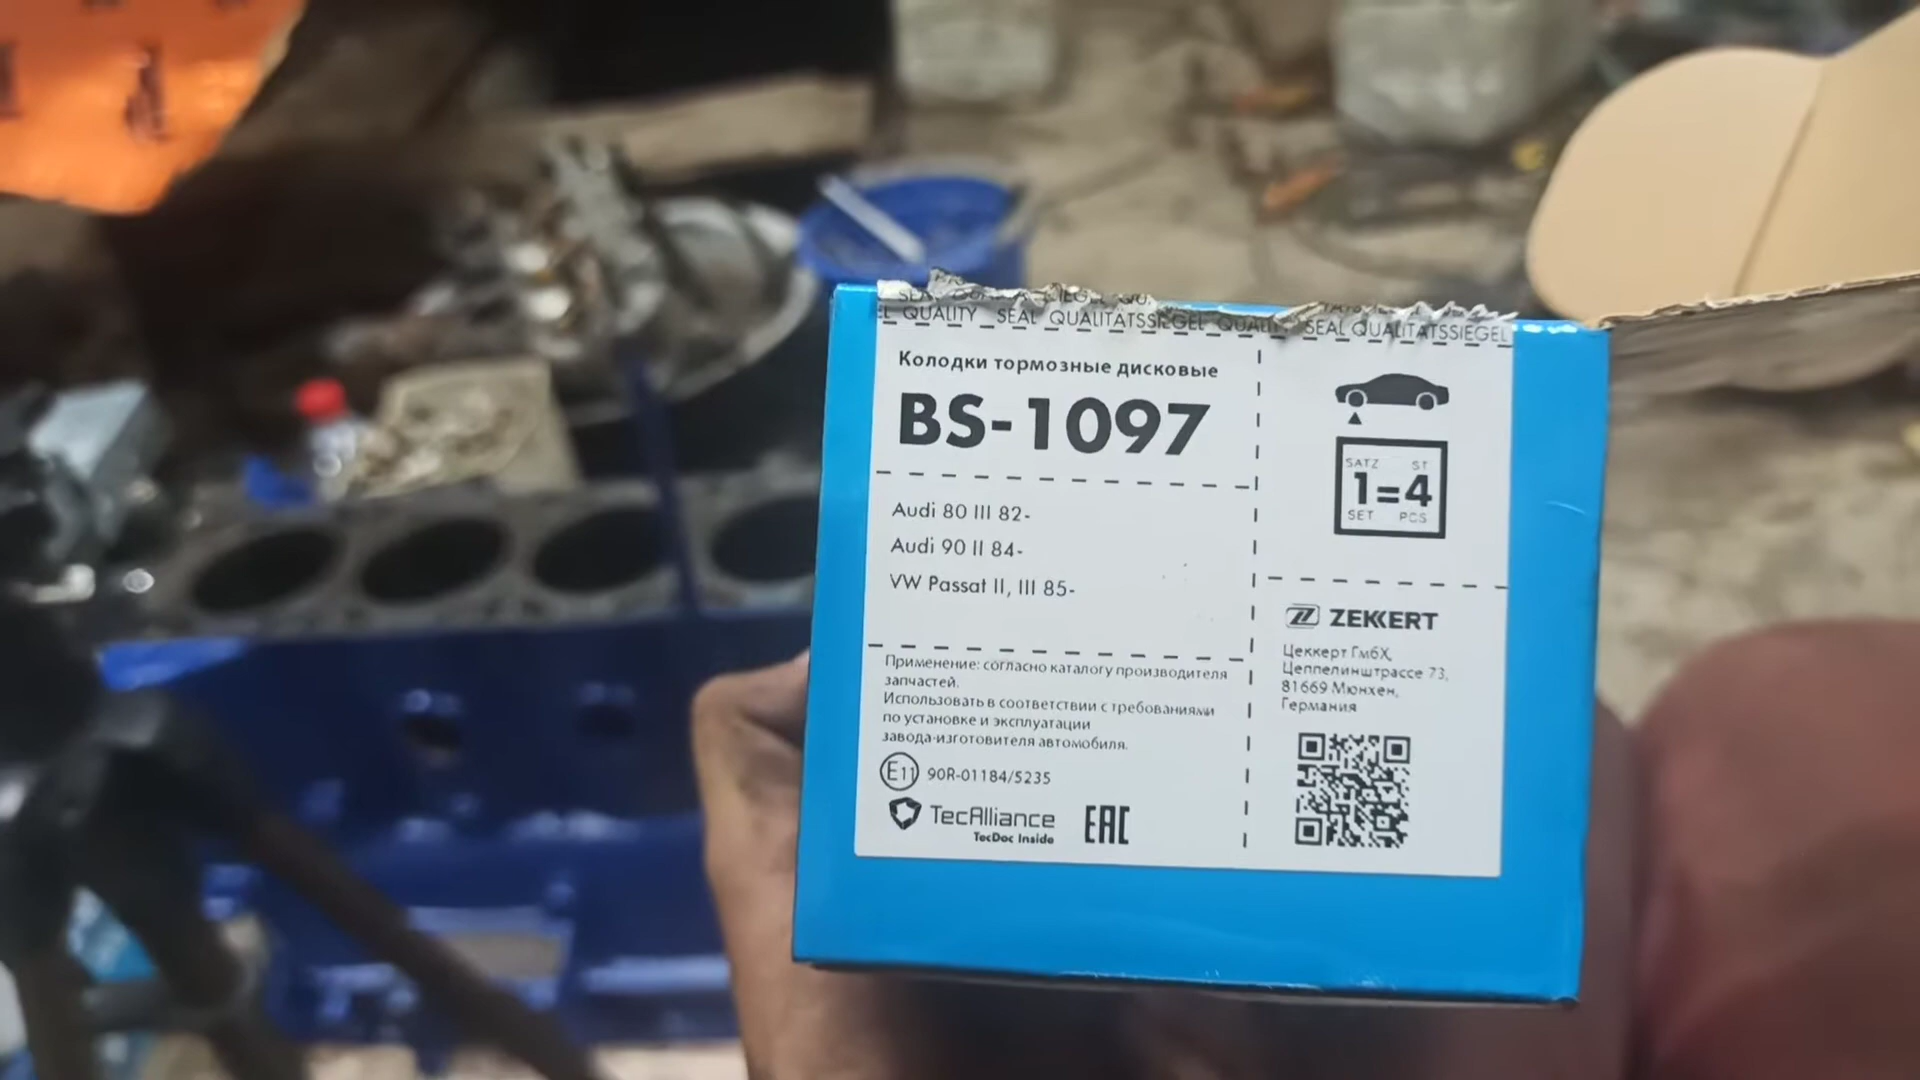 SEAL QUALITY SEAL QUALITÄTSSIEGEL QUALITY SEAL QUALITÄTSSIEGEL
Колодки тормозные дисковые
BS-1097
Audi 80 III 82-
Audi 90 II 84-
VW Passat II, III 85-
Применение: согласно каталогу производителя
запчастей.
Использовать в соответствии с требованиями
по установке и эксплуатации
завода-изготовителя автомобиля.
E11 90R-01184/5235
TecAlliance
TecDoc Inside
EAC
SATZ ST
1=4
SET PCS
ZEKKERT
Цеккерт ГмбХ,
Цеппелинштрассе 73,
81669 Мюнхен,
Германия